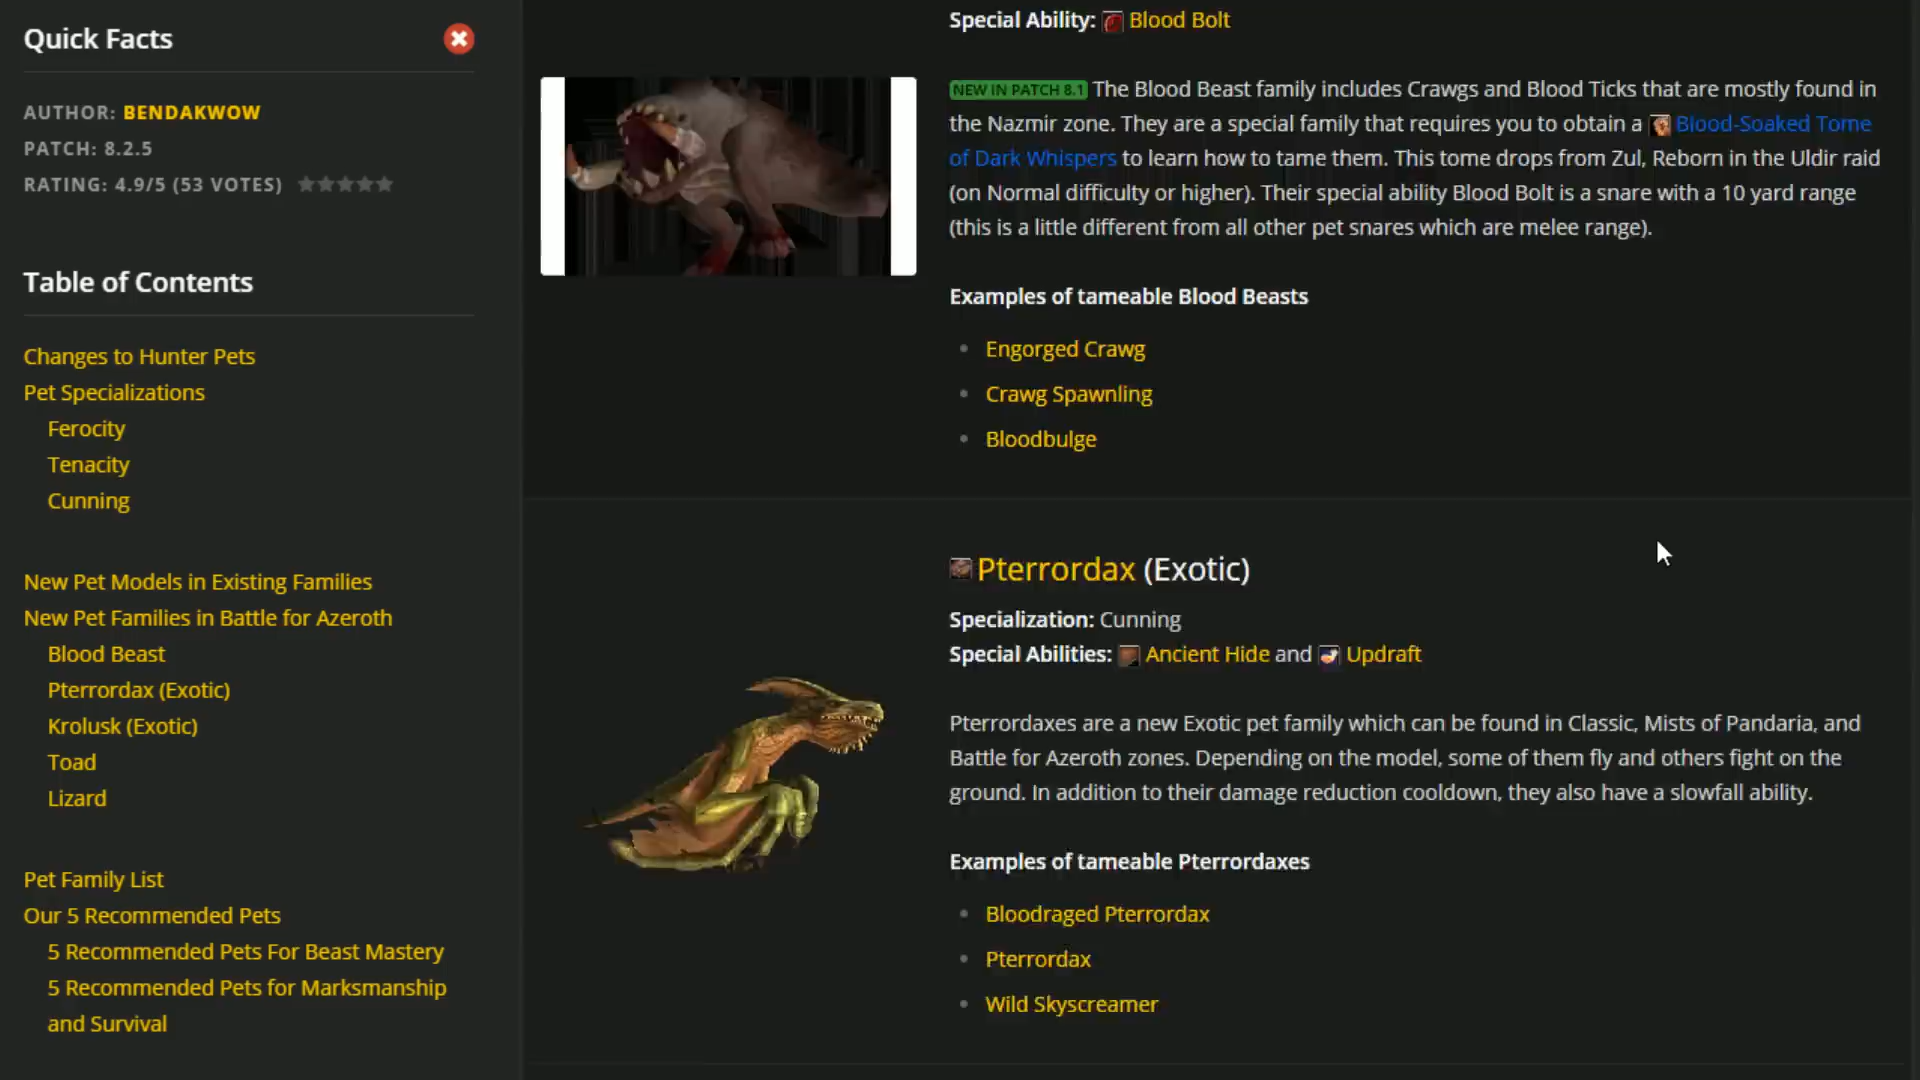 Quick Facts
AUTHOR: BENDAKWOW
PATCH: 8.2.5
RATING: 4.9/5 (53 VOTES)
Table of Contents
Changes to Hunter Pets
Pet Specializations
Ferocity
Tenacity
Cunning
New Pet Models in Existing Families
New Pet Families in Battle for Azeroth
Blood Beast
Pterrordax (Exotic)
Krolusk (Exotic)
Toad
Lizard
Pet Family List
Our 5 Recommended Pets
5 Recommended Pets For Beast Mastery
5 Recommended Pets for Marksmanship
and Survival
Special Ability: Blood Bolt
NEW IN PATCH 8.1 The Blood Beast family includes Crawgs and Blood Ticks that are mostly found in
the Nazmir zone. They are a special family that requires you to obtain a Blood-Soaked Tome
of Dark Whispers to learn how to tame them. This tome drops from Zul, Reborn in the Uldir raid
(on Normal difficulty or higher). Their special ability Blood Bolt is a snare with a 10 yard range
(this is a little different from all other pet snares which are melee range).
Examples of tameable Blood Beasts
Engorged Crawg
Crawg Spawnling
Bloodbulge
Pterrordax (Exotic)
Specialization: Cunning
Special Abilities: Ancient Hide and Updraft
Pterrordaxes are a new Exotic pet family which can be found in Classic, Mists of Pandaria, and
Battle for Azeroth zones. Depending on the model, some of them fly and others fight on the
ground. In addition to their damage reduction cooldown, they also have a slowfall ability.
Examples of tameable Pterrordaxes
Bloodraged Pterrordax
Pterrordax
Wild Skyscreamer